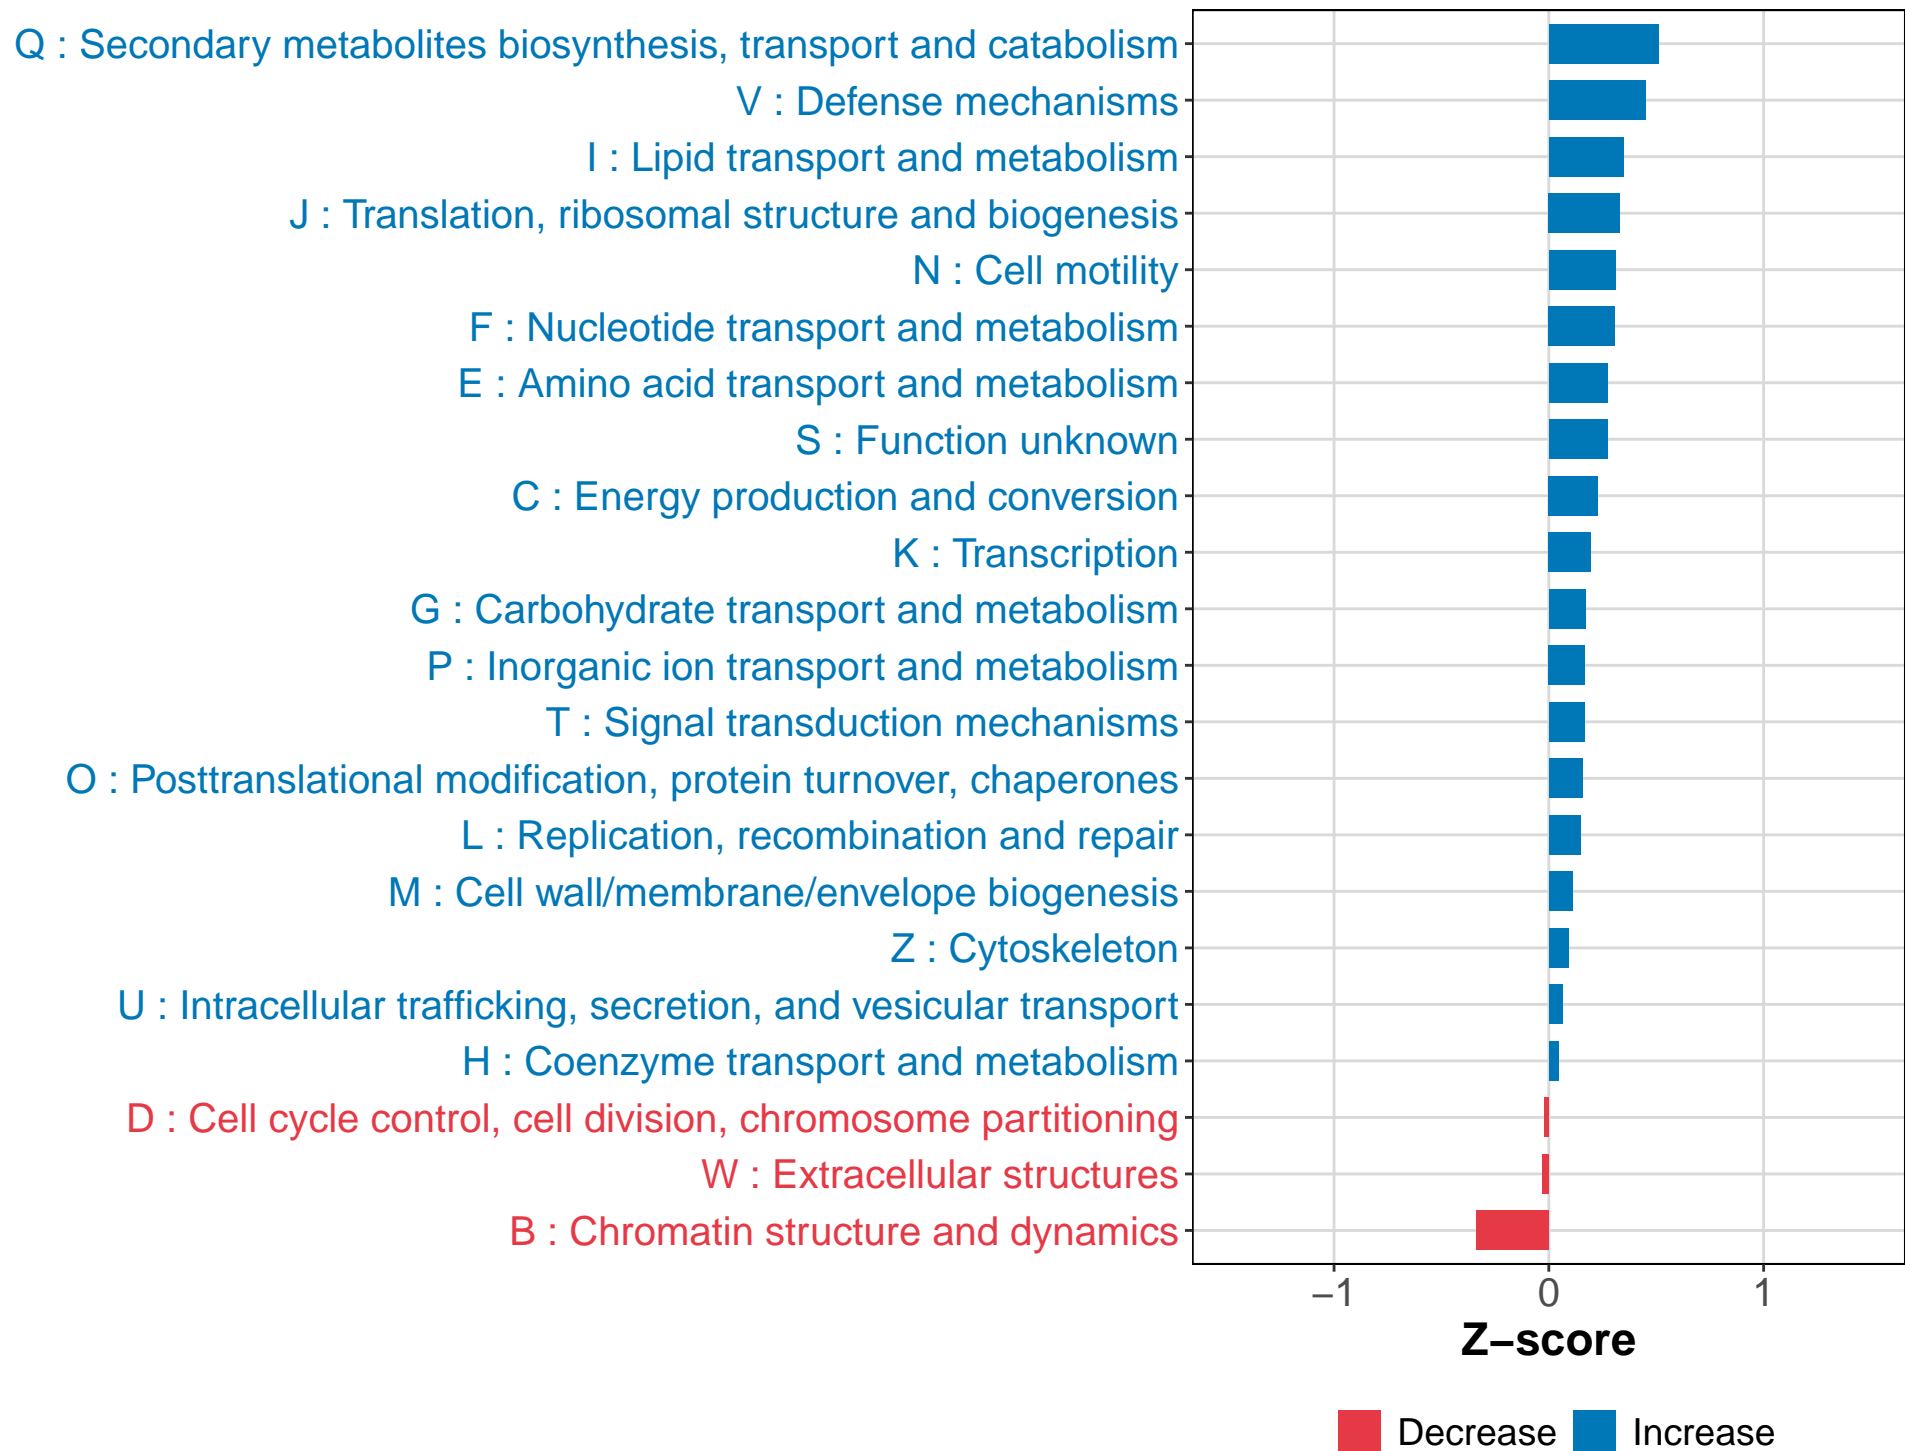 Q : Secondary metabolites biosynthesis, transport and catabolism
V : Defense mechanisms
I : Lipid transport and metabolism
J : Translation, ribosomal structure and biogenesis
N : Cell motility
F : Nucleotide transport and metabolism
E : Amino acid transport and metabolism
S : Function unknown
C : Energy production and conversion
K : Transcription
G : Carbohydrate transport and metabolism
P : Inorganic ion transport and metabolism
T : Signal transduction mechanisms
O : Posttranslational modification, protein turnover, chaperones
L : Replication, recombination and repair
M : Cell wall/membrane/envelope biogenesis
Z : Cytoskeleton
U : Intracellular trafficking, secretion, and vesicular transport
H : Coenzyme transport and metabolism
D : Cell cycle control, cell division, chromosome partitioning
W : Extracellular structures
B : Chromatin structure and dynamics
−1 0 1
Z−score
Decrease Increase